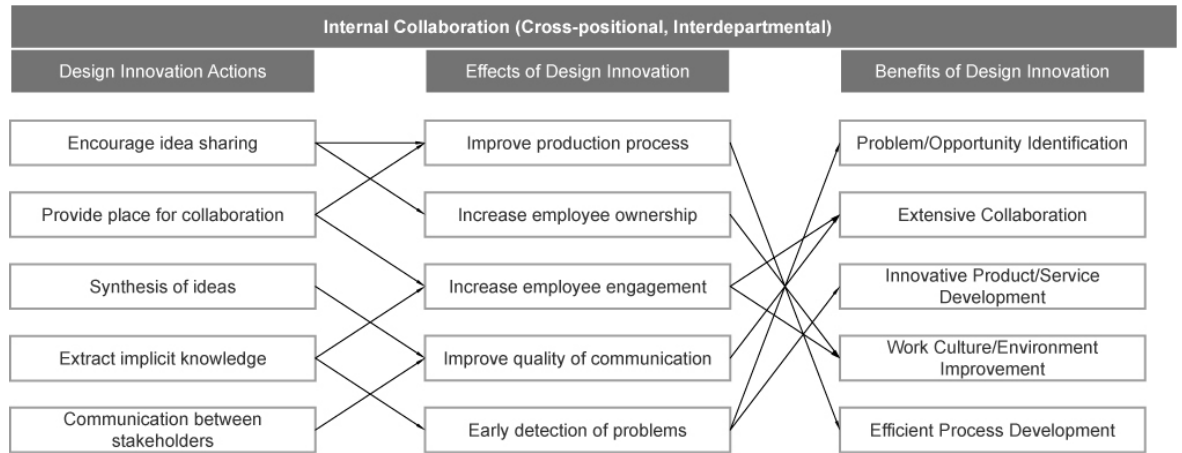 Internal Collaboration (Cross-positional, Interdepartmental)
Design Innovation Actions
Effects of Design Innovation
Benefits of Design Innovation
Encourage idea sharing
Improve production process
Problem/Opportunity Identification
Provide place for collaboration
Increase employee ownership
Extensive Collaboration
Synthesis of ideas
Increase employee engagement
Innovative Product/Service
Development
Extract implicit knowledge
Improve quality of communication
Work Culture/Environment
Improvement
Communication between
stakeholders
Early detection of problems
Efficient Process Development